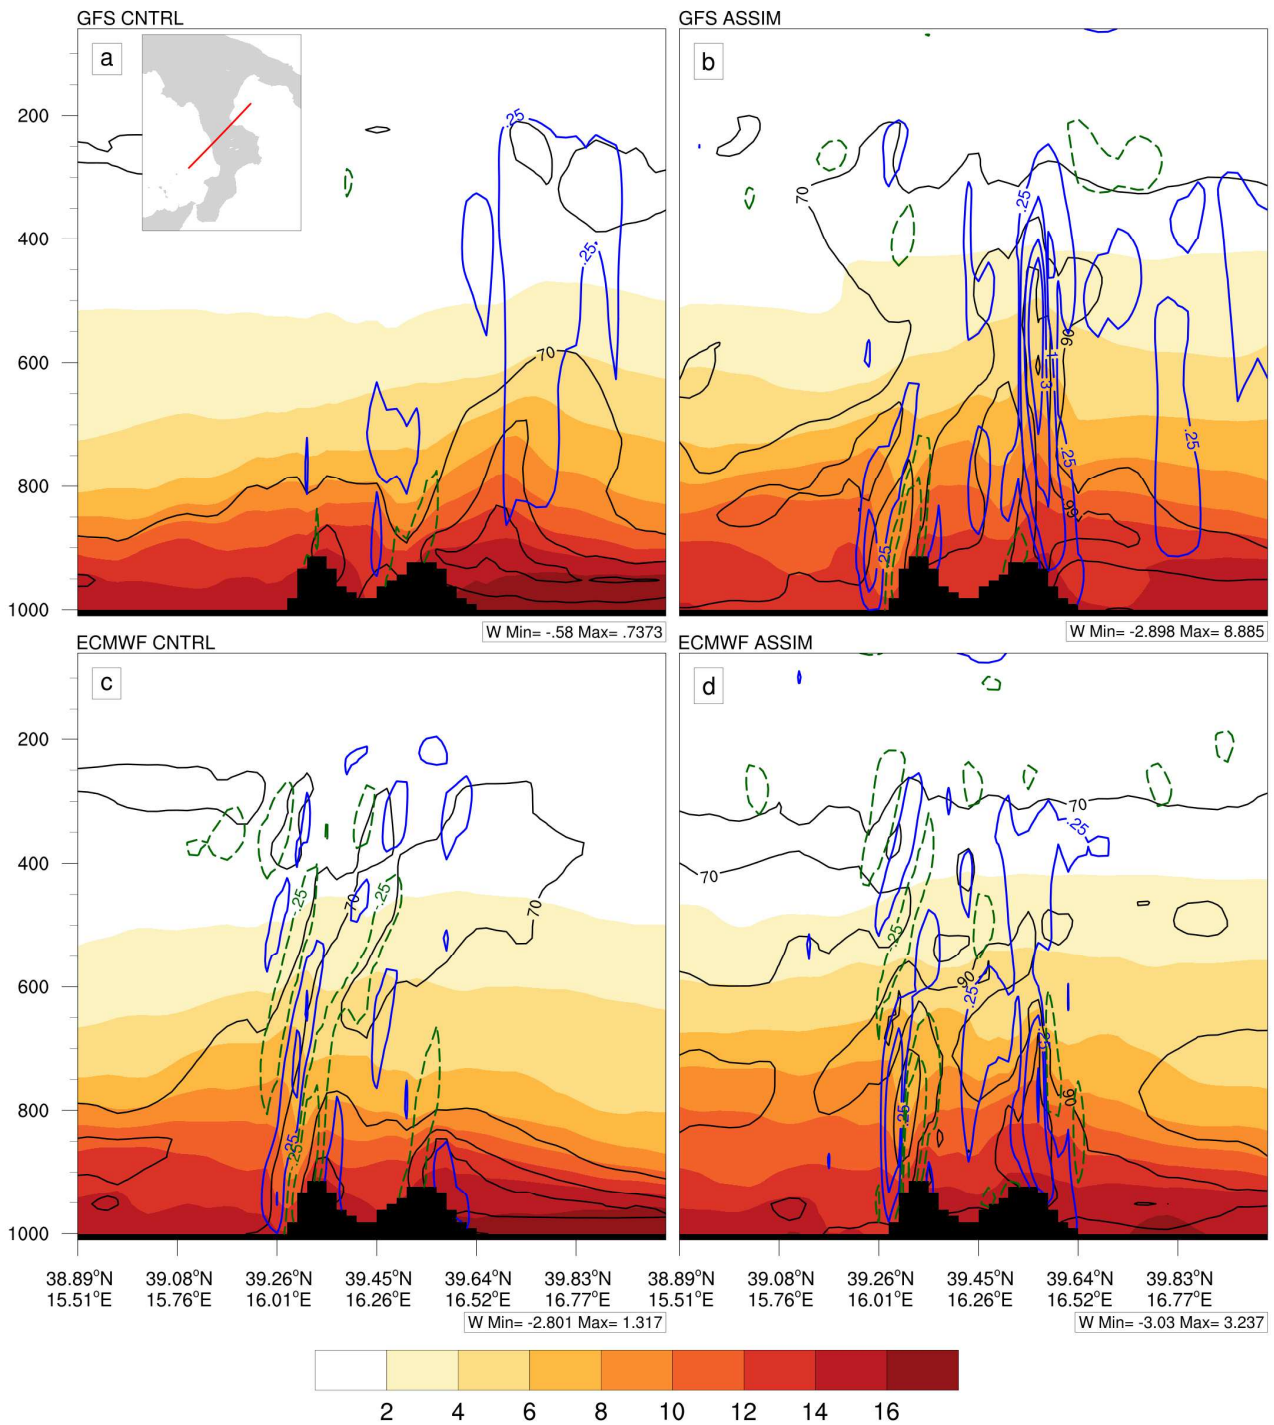 GFS CNTRL
GFS ASSIM
a
b
200
400
600
800
1000
.25
.25
70
70
.25
90
1
3
.25
.25
99
.25
W Min= -.58 Max= .7373
W Min= -2.898 Max= 8.885
ECMWF CNTRL
ECMWF ASSIM
c
d
200
400
600
800
1000
-.25
-.25
70
70
.25
-.25
70
.25
70
-.25
90
.25
.25
90
.25
38.89°N 39.08°N 39.26°N 39.45°N 39.64°N 39.83°N 38.89°N 39.08°N 39.26°N 39.45°N 39.64°N 39.83°N
15.51°E 15.76°E 16.01°E 16.26°E 16.52°E 16.77°E 15.51°E 15.76°E 16.01°E 16.26°E 16.52°E 16.77°E
W Min= -2.801 Max= 1.317
W Min= -3.03 Max= 3.237
2 4 6 8 10 12 14 16